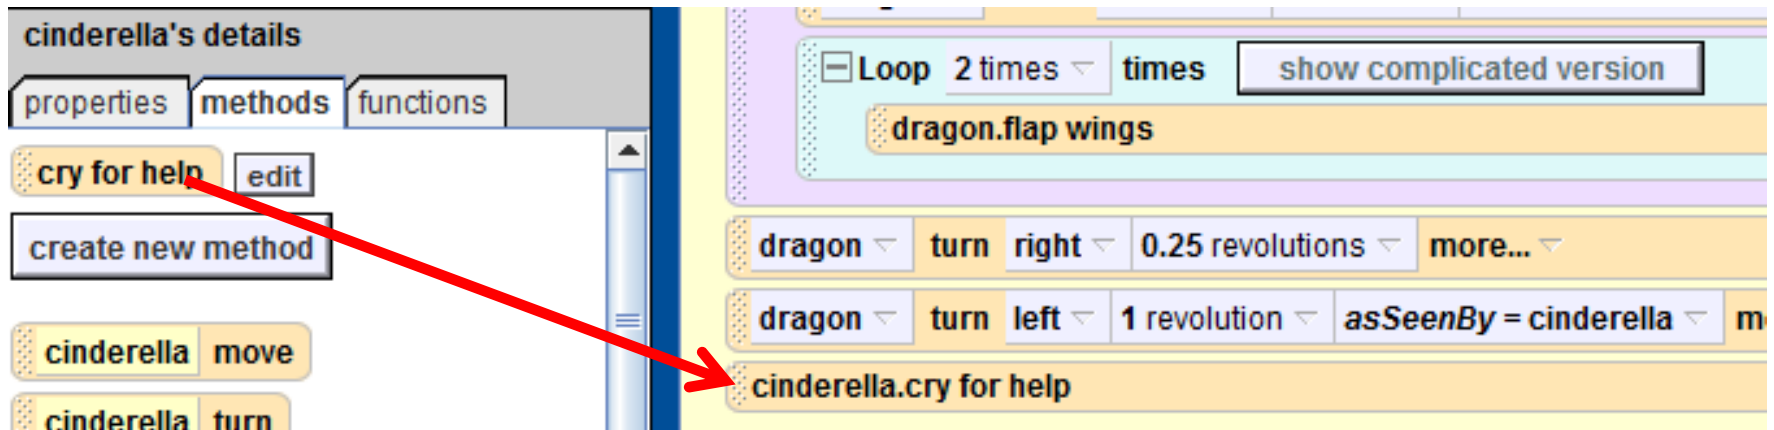 cinderella's details
properties methods functions
cry for help edit
create new method
cinderella move
cinderella turn
Loop 2 times times show complicated version
dragon.flap wings
dragon turn right 0.25 revolutions more...
dragon turn left 1 revolution asSeenBy = cinderella
cinderella.cry for help